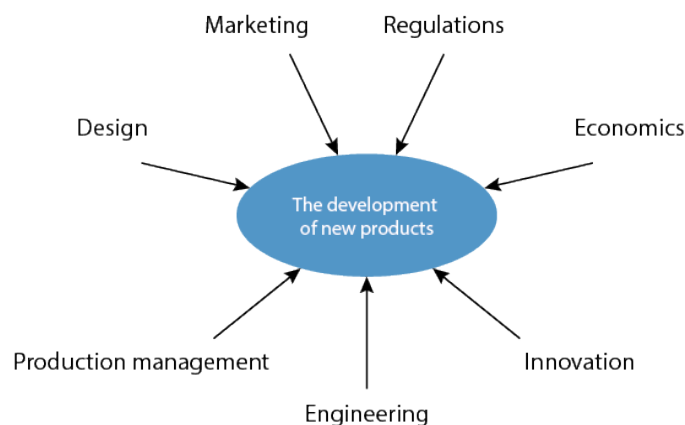 Marketing
Regulations
Design
Economics
The development
of new products
Production management
Innovation
Engineering